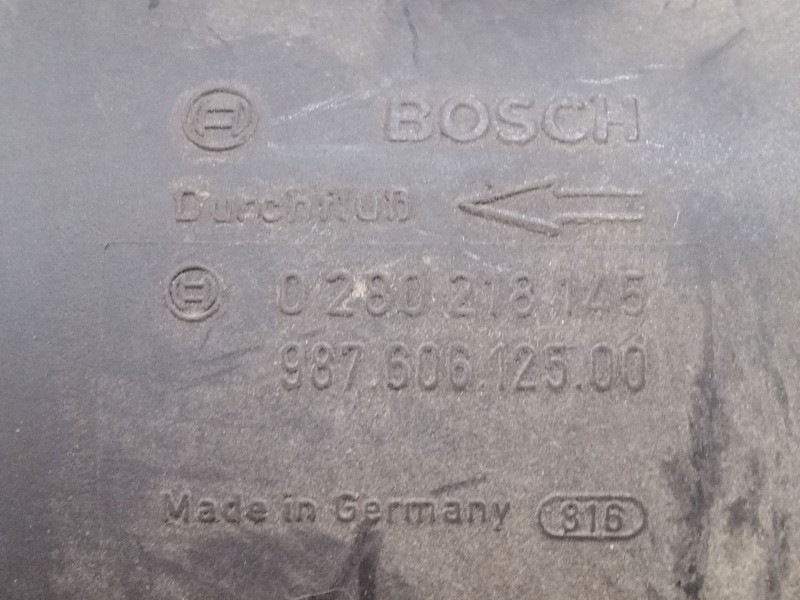 BOSCH
Durchfluß
0 280 218 145
987.606.125.00
Made in Germany 816